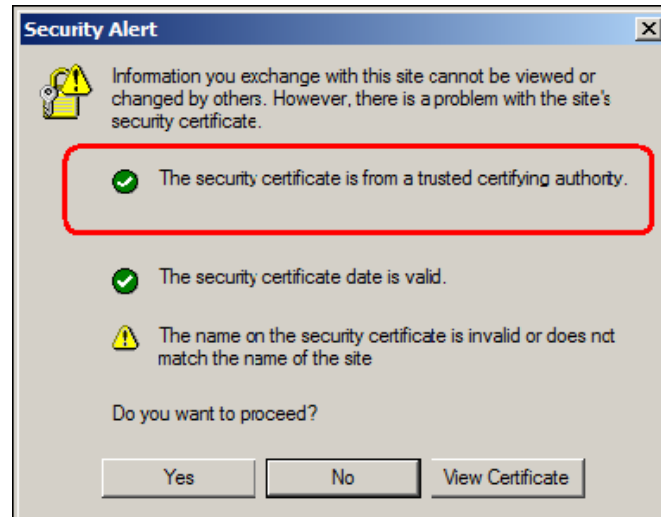 Security Alert
Information you exchange with this site cannot be viewed or
changed by others. However, there is a problem with the site's
security certificate.
The security certificate is from a trusted certifying authority.
The security certificate date is valid.
The name on the security certificate is invalid or does not
match the name of the site
Do you want to proceed?
Yes No View Certificate